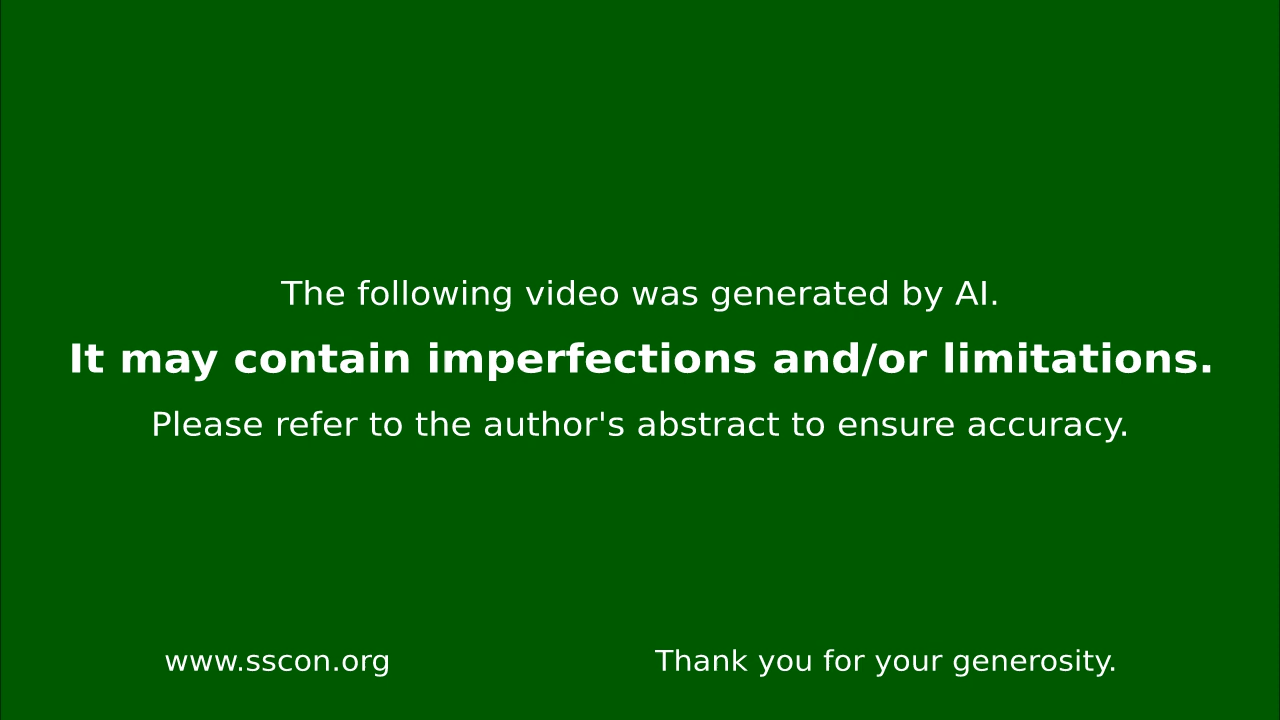 The following video was generated by AI.
It may contain imperfections and/or limitations.
Please refer to the author's abstract to ensure accuracy.
www.sscon.org
Thank you for your generosity.